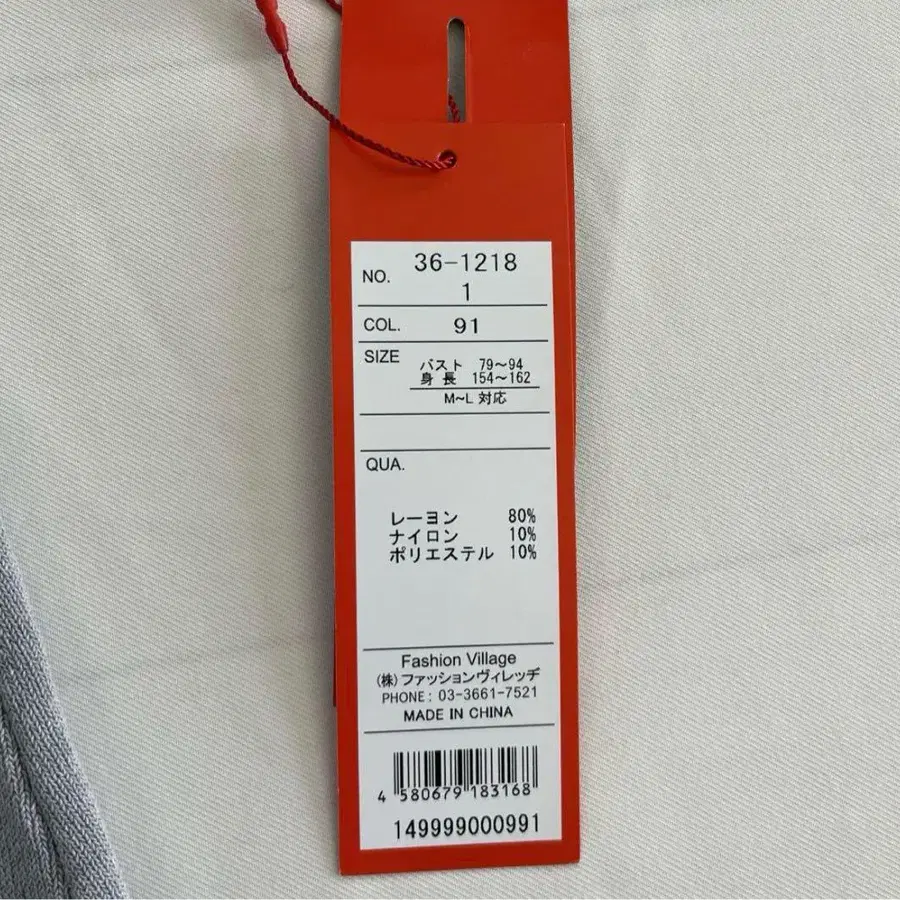 NO. 36-1218
1
COL. 91
SIZE
バスト 79～94
身長 154～162
M~L 対応
QUA.
レーヨン 80%
ナイロン 10%
ポリエステル 10%
Fashion Village
(株)ファッションヴィレッヂ
PHONE: 03-3661-7521
MADE IN CHINA
4 580679 183168
149999000991